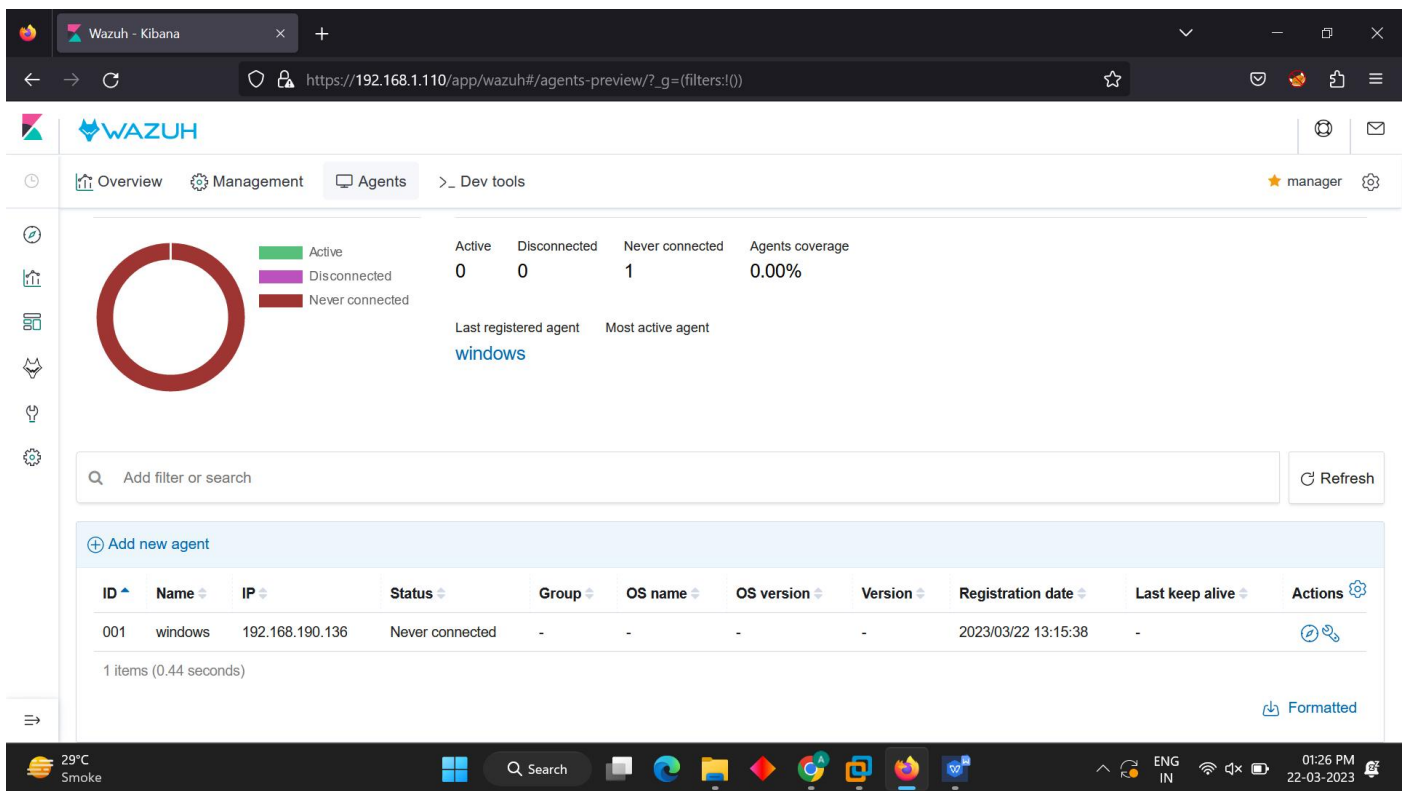 Wazuh - Kibana
https://192.168.1.110/app/wazuh#/agents-preview/?_g=(filters:!())
WAZUH
Overview Management Agents >_ Dev tools manager
Active
Disconnected
Never connected
Active Disconnected Never connected Agents coverage
0 0 1 0.00%
Last registered agent Most active agent
windows
Add filter or search Refresh
Add new agent
ID Name IP Status Group OS name OS version Version Registration date Last keep alive Actions
001 windows 192.168.190.136 Never connected - - - - 2023/03/22 13:15:38 -
1 items (0.44 seconds)
Formatted
29°C
Smoke
Search
ENG
IN
01:26 PM
22-03-2023